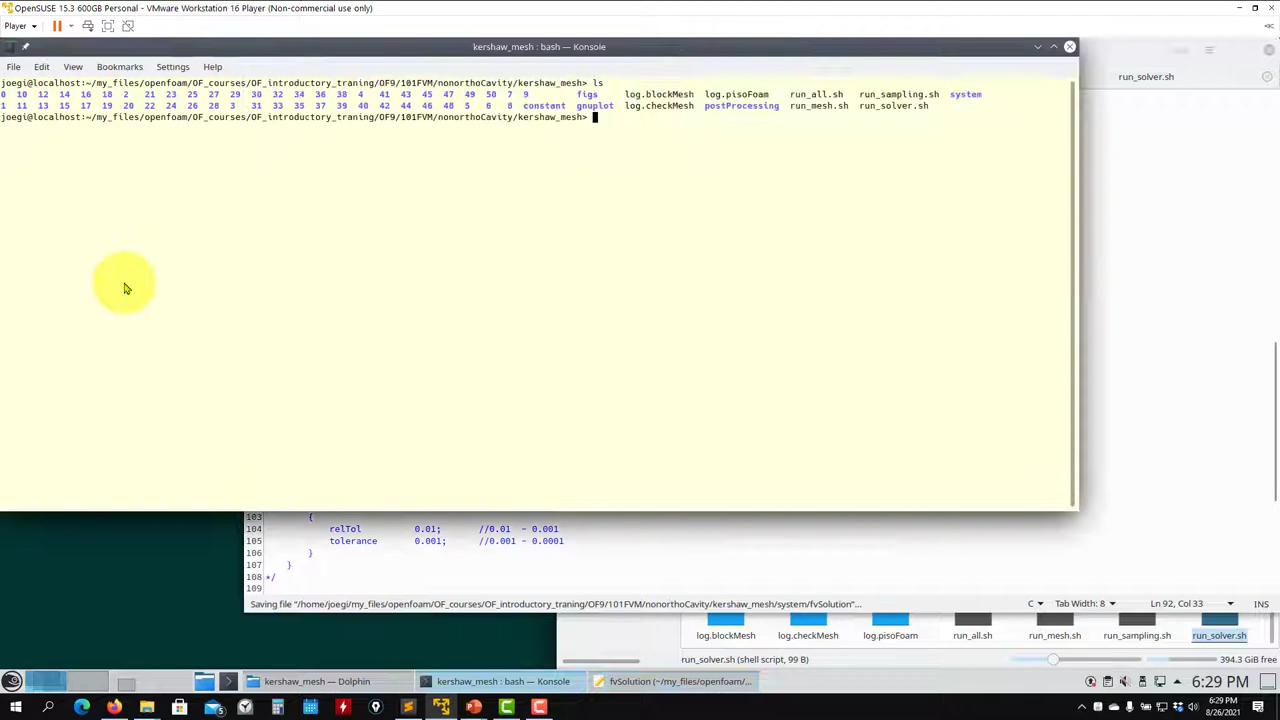 OpenSUSE 15.3 600GB Personal - VMware Workstation 16 Player (Non-commercial use only)
Player
kershaw_mesh : bash — Konsole
File Edit View Bookmarks Settings Help
run_solver.sh
joegi@localhost:~/my_files/openfoam/OF_courses/OF_introductory_traning/OF9/101FVM/nonorthoCavity/kershaw_mesh> ls
0 10 12 14 16 18 2 21 23 25 27 29 30 32 34 36 38 4 41 43 45 47 49 50 7 9 figs log.blockMesh log.pisoFoam run_all.sh run_sampling.sh system
1 11 13 15 17 19 20 22 24 26 28 3 31 33 35 37 39 40 42 44 46 48 5 6 8 constant gnuplot log.checkMesh postProcessing run_mesh.sh run_solver.sh
joegi@localhost:~/my_files/openfoam/OF_courses/OF_introductory_traning/OF9/101FVM/nonorthoCavity/kershaw_mesh>
103 {
104 relTol 0.01; //0.01 - 0.001
105 tolerance 0.001; //0.001 - 0.0001
106 }
107 }
108 */
109
Saving file “/home/joegi/my_files/openfoam/OF_courses/OF_introductory_traning/OF9/101FVM/nonorthoCavity/kershaw_mesh/system/fvSolution”... C Tab Width: 8 Ln 92, Col 33 INS
log.blockMesh log.checkMesh log.pisoFoam run_all.sh run_mesh.sh run_sampling.sh run_solver.sh
run_solver.sh (shell script, 99 B) 394.3 GiB free
kershaw_mesh — Dolphin kershaw_mesh : bash — Konsole fvSolution (~/my_files/openfoam/... 6:29 PM
6:29 PM
8/26/2021